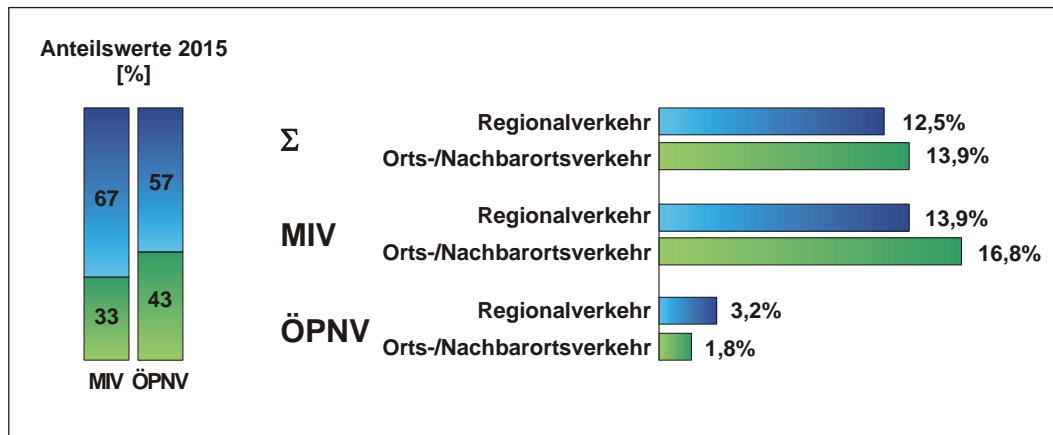 Anteilswerte 2015
[%]
67
33
57
43
MIV
ÖPNV
Σ
Regionalverkehr
12,5%
Orts-/Nachbarortsverkehr
13,9%
MIV
Regionalverkehr
13,9%
Orts-/Nachbarortsverkehr
16,8%
ÖPNV
Regionalverkehr
3,2%
Orts-/Nachbarortsverkehr
1,8%